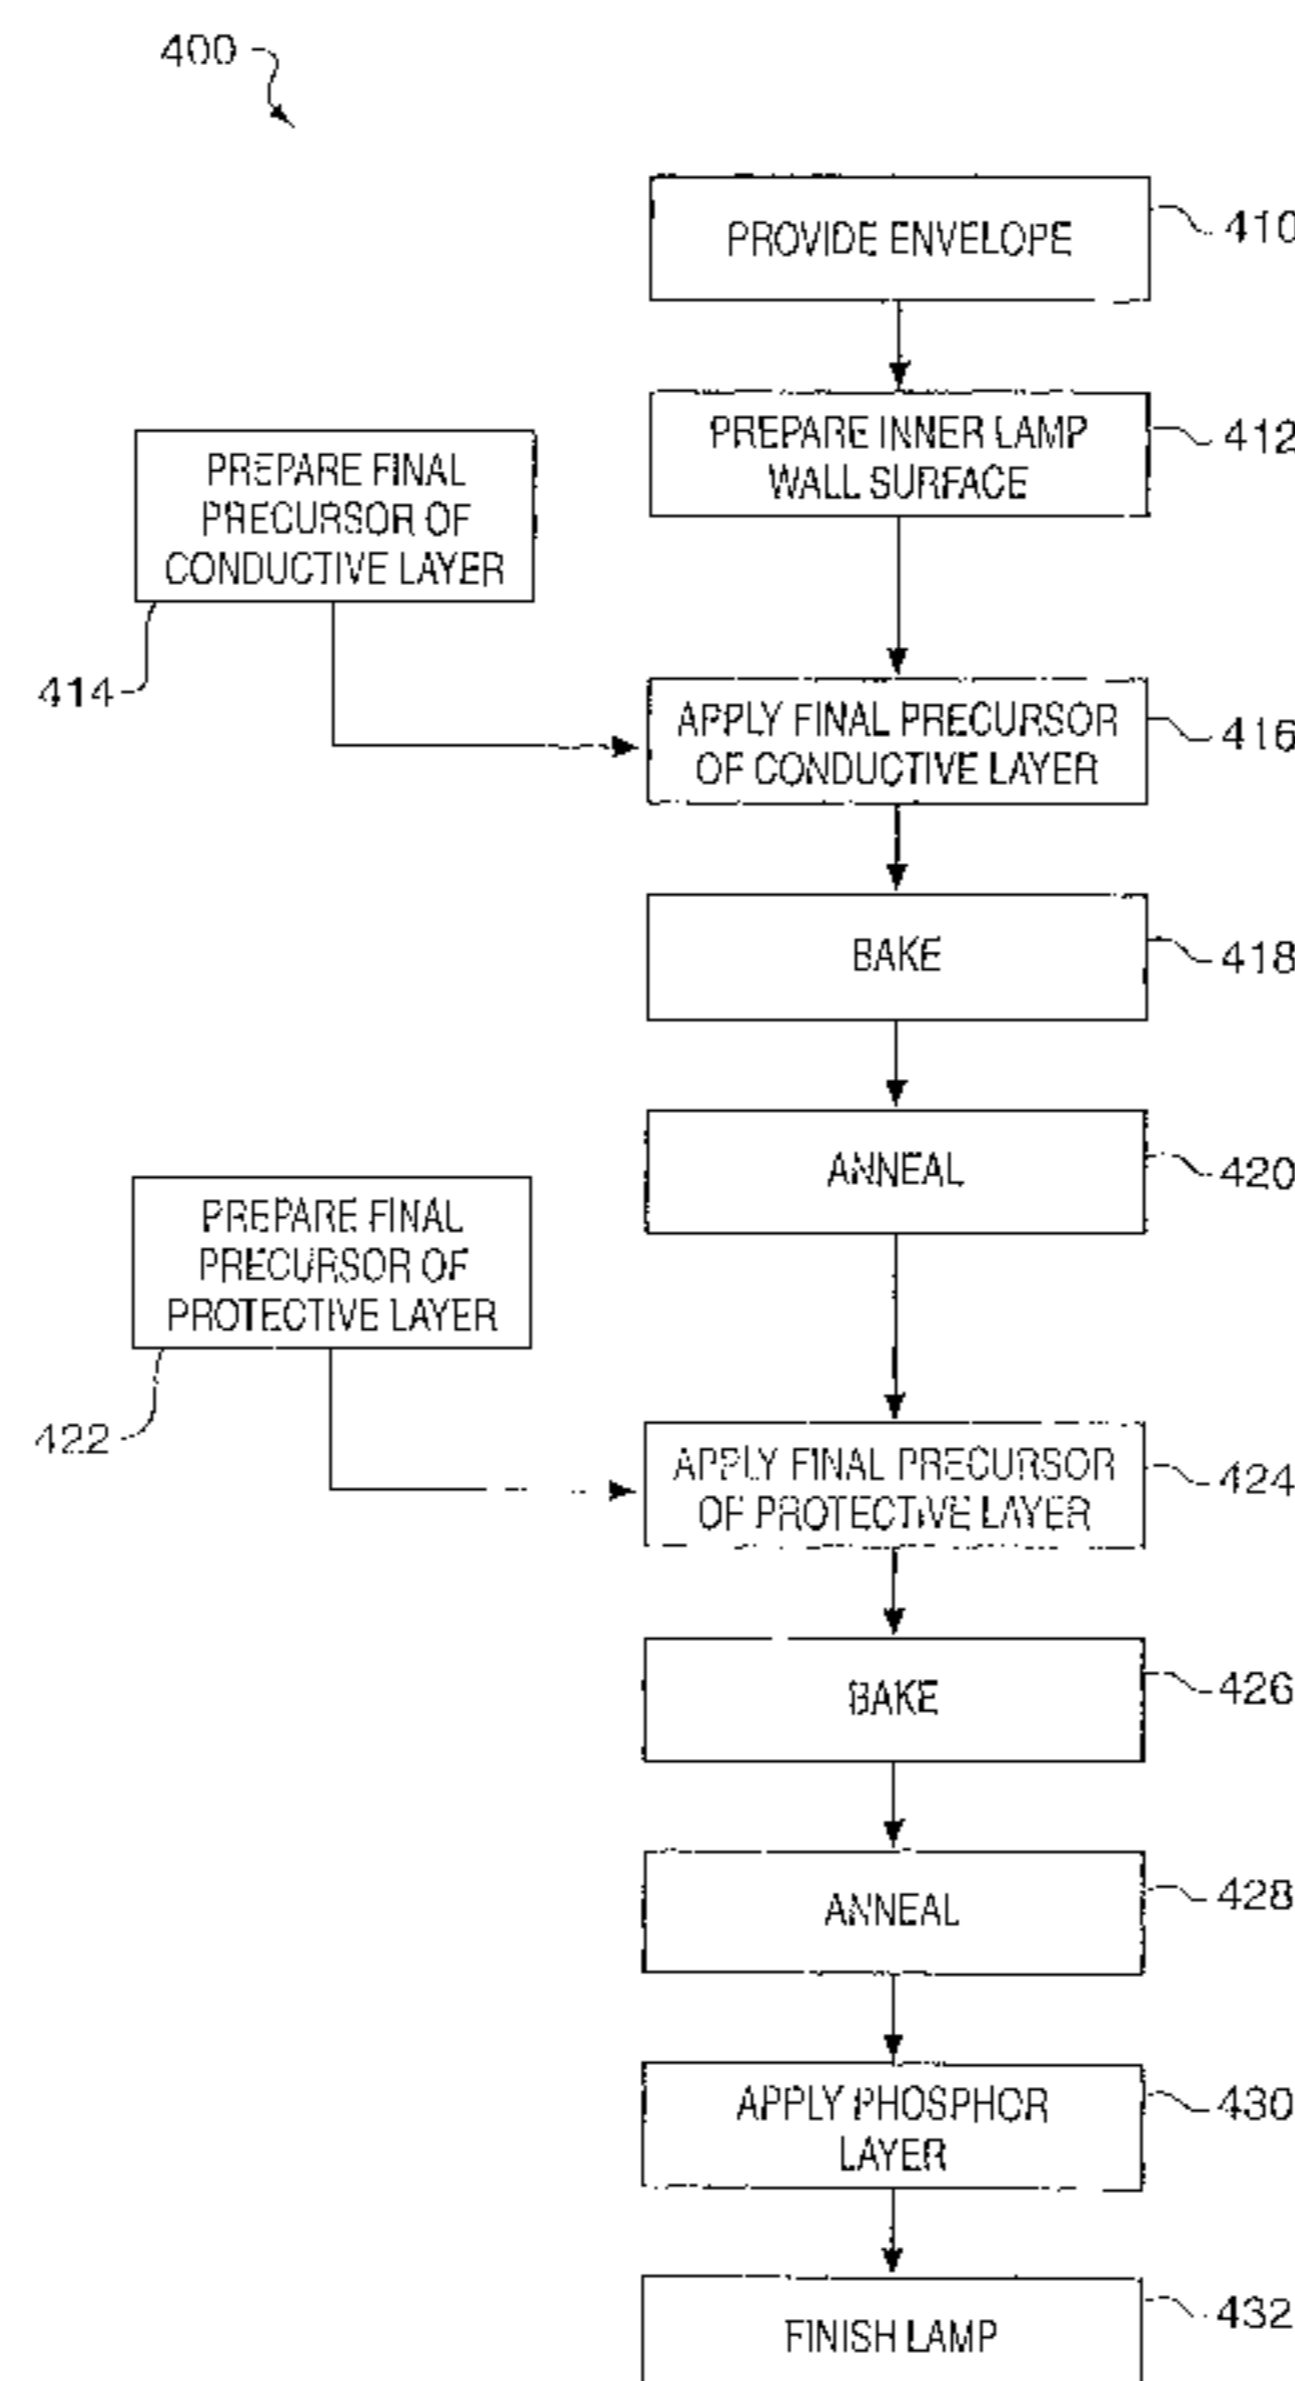 400
PROVIDE ENVELOPE
410
PREPARE INNER LAMP
WALL SURFACE
412
PREPARE FINAL
PRECURSOR OF
CONDUCTIVE LAYER
414
APPLY FINAL PRECURSOR
OF CONDUCTIVE LAYER
416
BAKE
418
ANNEAL
420
PREPARE FINAL
PRECURSOR OF
PROTECTIVE LAYER
422
APPLY FINAL PRECURSOR
OF PROTECTIVE LAYER
424
BAKE
426
ANNEAL
428
APPLY PHOSPHOR
LAYER
430
FINISH LAMP
432